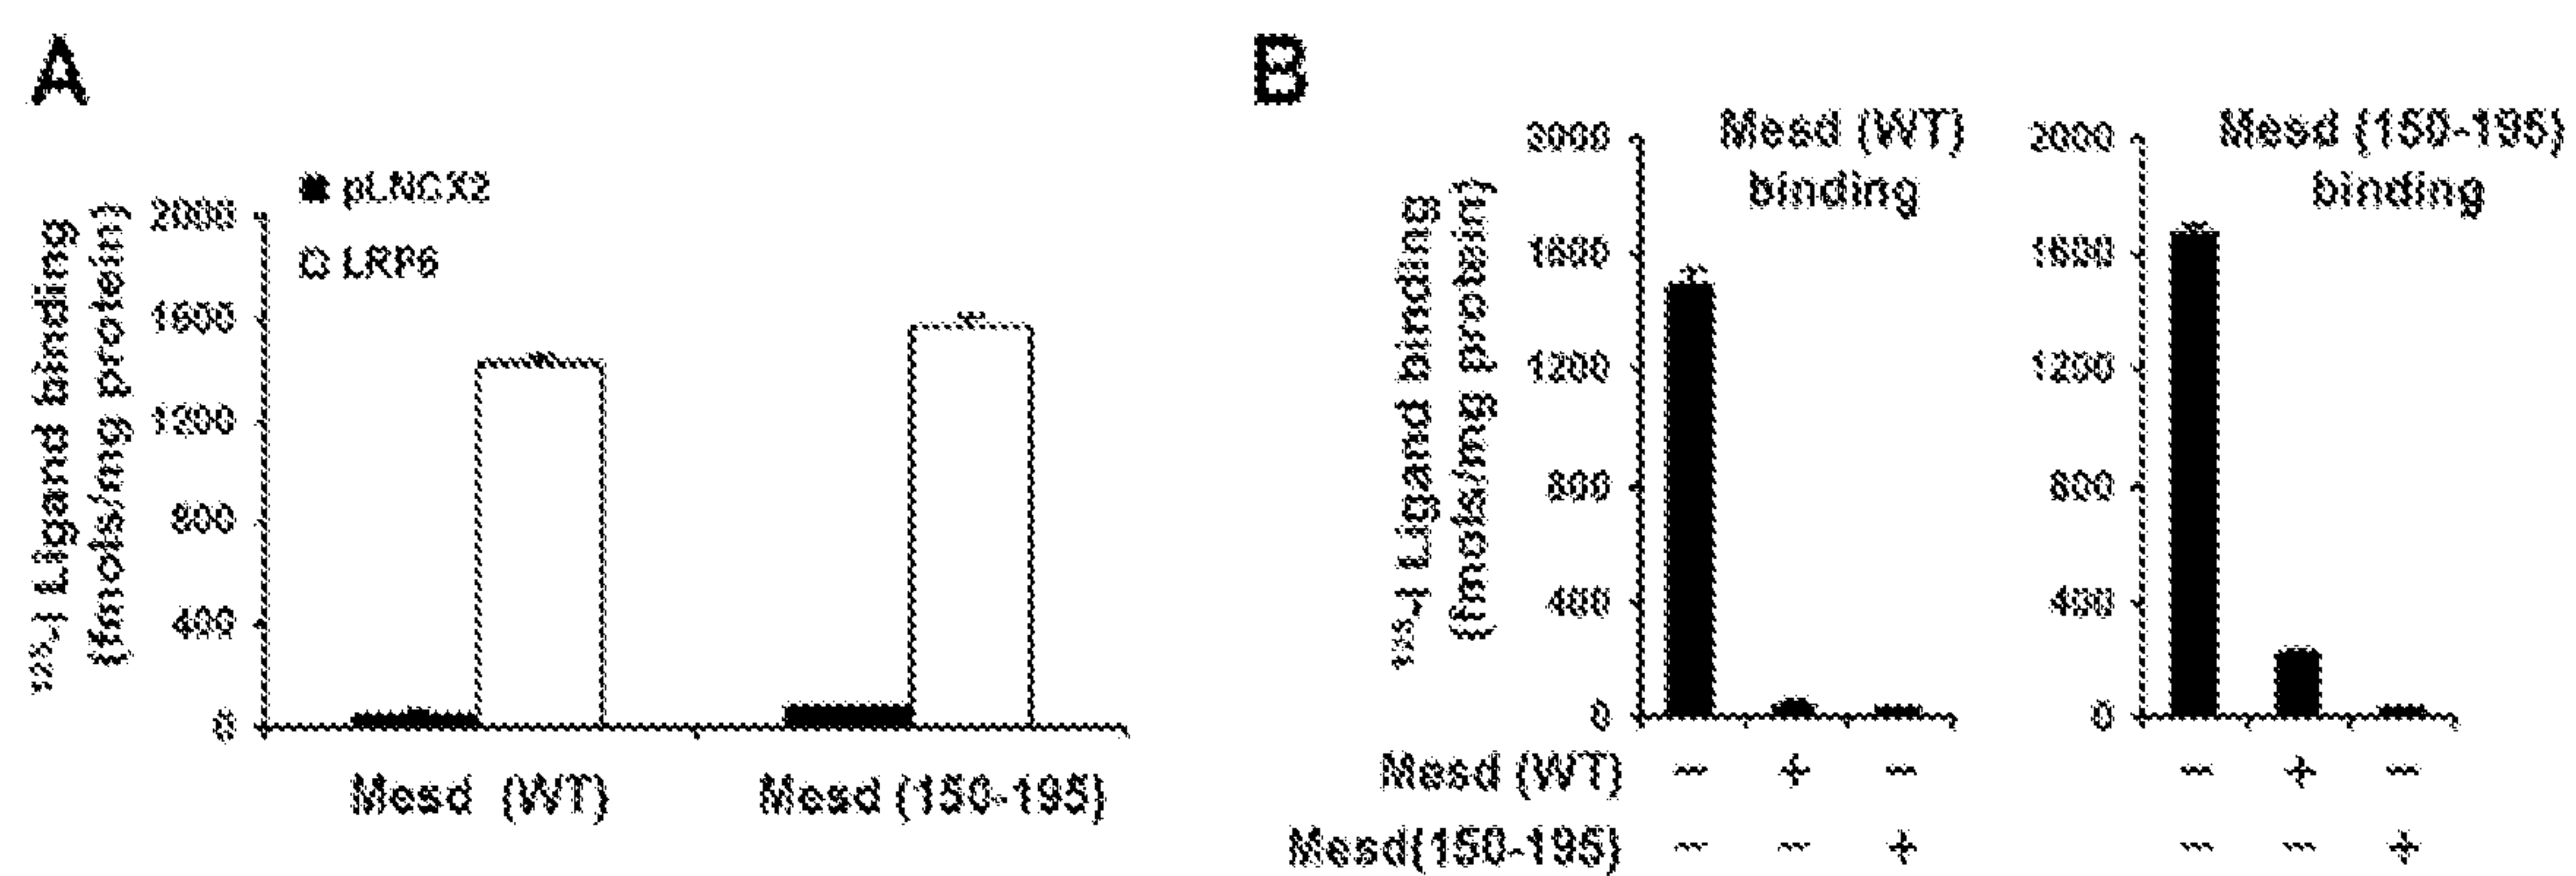 A
pLNCX2
LRP6
125-I Ligand binding
(fmols/mg protein)
2000
1600
1200
800
400
0
Mesd (WT)
Mesd (150-195)
B
Mesd (WT)
binding
125-I Ligand binding
(fmols/mg protein)
2000
1600
1200
800
400
0
Mesd (150-195)
binding
2000
1600
1200
800
400
0
Mesd (WT) − + − − + −
Mesd(150-195) − − + − − +